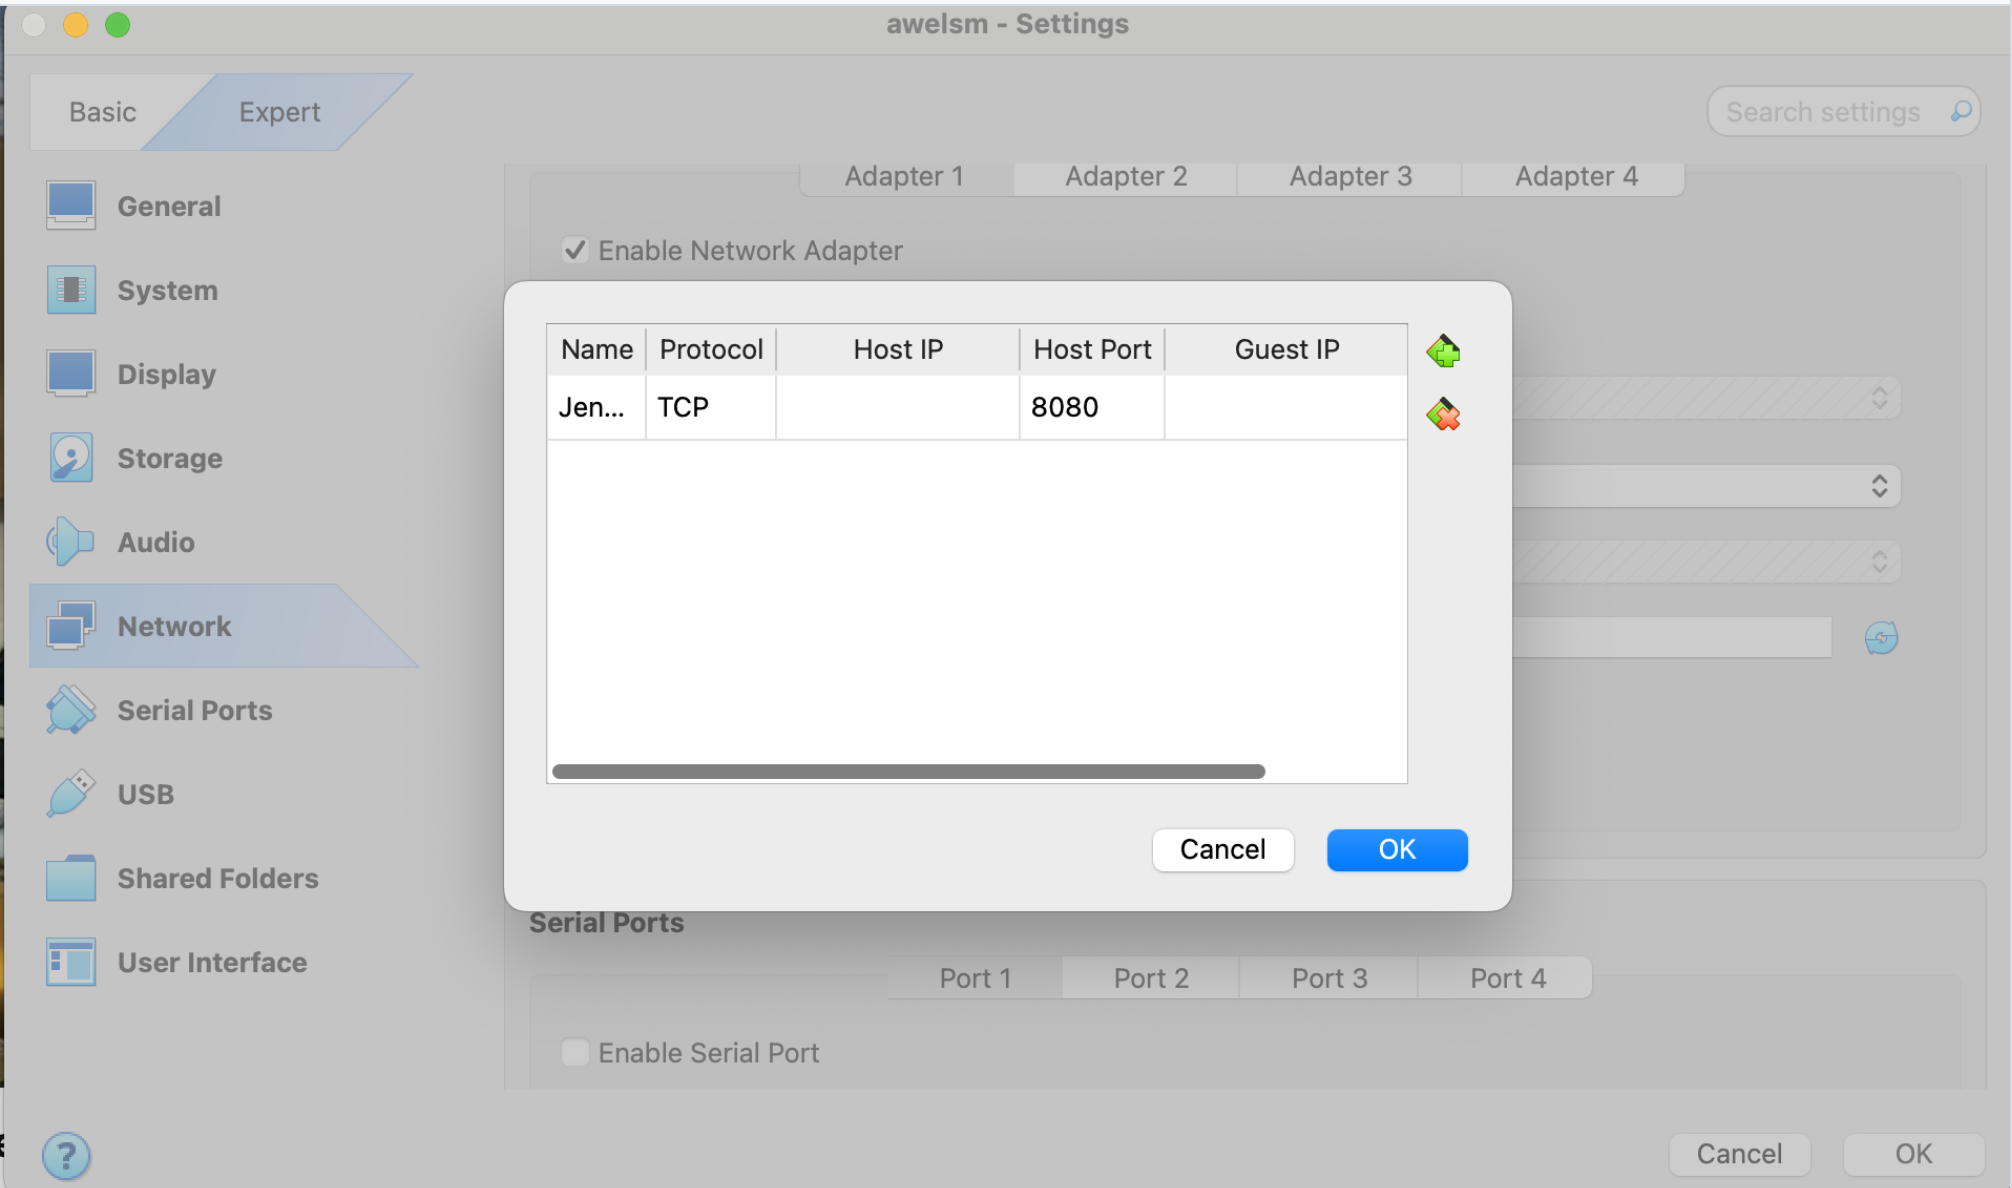 awelsm - Settings
Basic
Expert
Search settings
General
System
Display
Storage
Audio
Network
Serial Ports
USB
Shared Folders
User Interface
Adapter 1 Adapter 2 Adapter 3 Adapter 4
Enable Network Adapter
Name Protocol Host IP Host Port Guest IP
Jen... TCP 8080
Cancel OK
Serial Ports
Port 1 Port 2 Port 3 Port 4
Enable Serial Port
?
Cancel OK